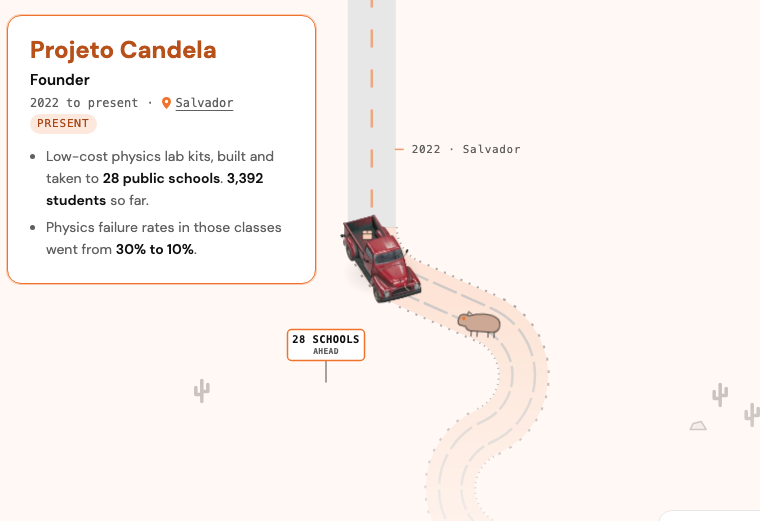 Projeto Candela
Founder
2022 to present · Salvador
PRESENT
Low-cost physics lab kits, built and
taken to 28 public schools. 3,392
students so far.
Physics failure rates in those classes
went from 30% to 10%.
2022 · Salvador
28 SCHOOLS
AHEAD